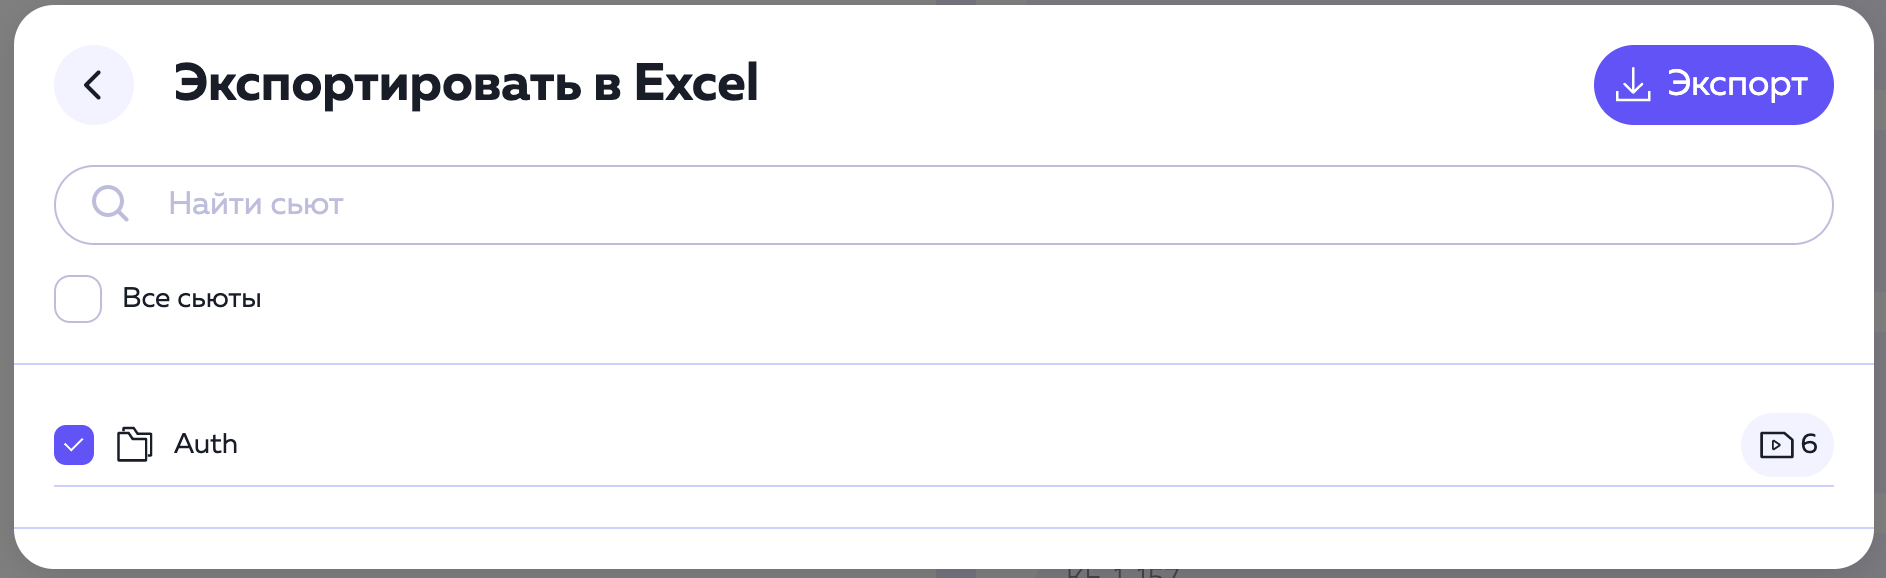 Экспортировать в Excel
Экспорт
Найти сьют
Все сьюты
Auth
6